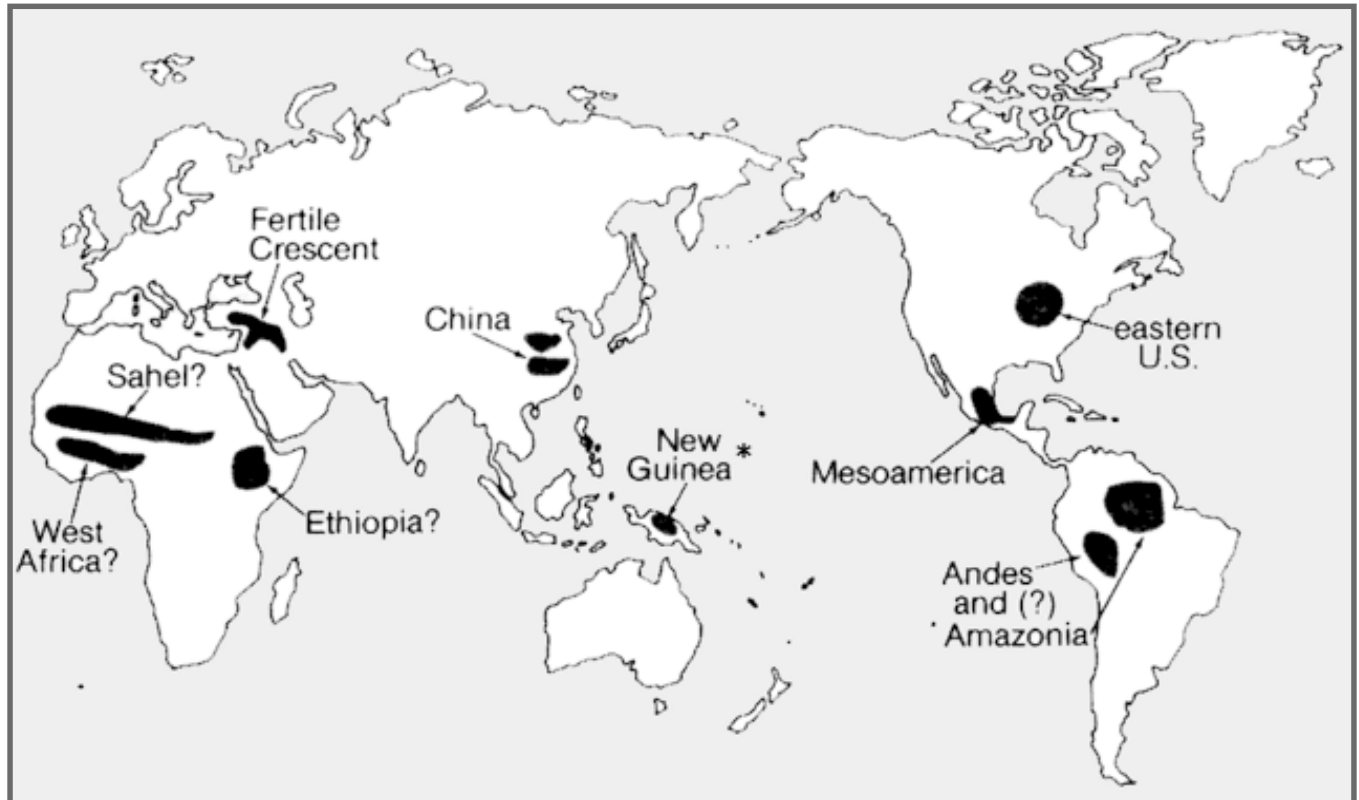 Fertile
Crescent
China
Sahel?
eastern
U.S.
New
Guinea*
Mesoamerica
West
Africa?
Ethiopia?
Andes
and (?)
Amazonia